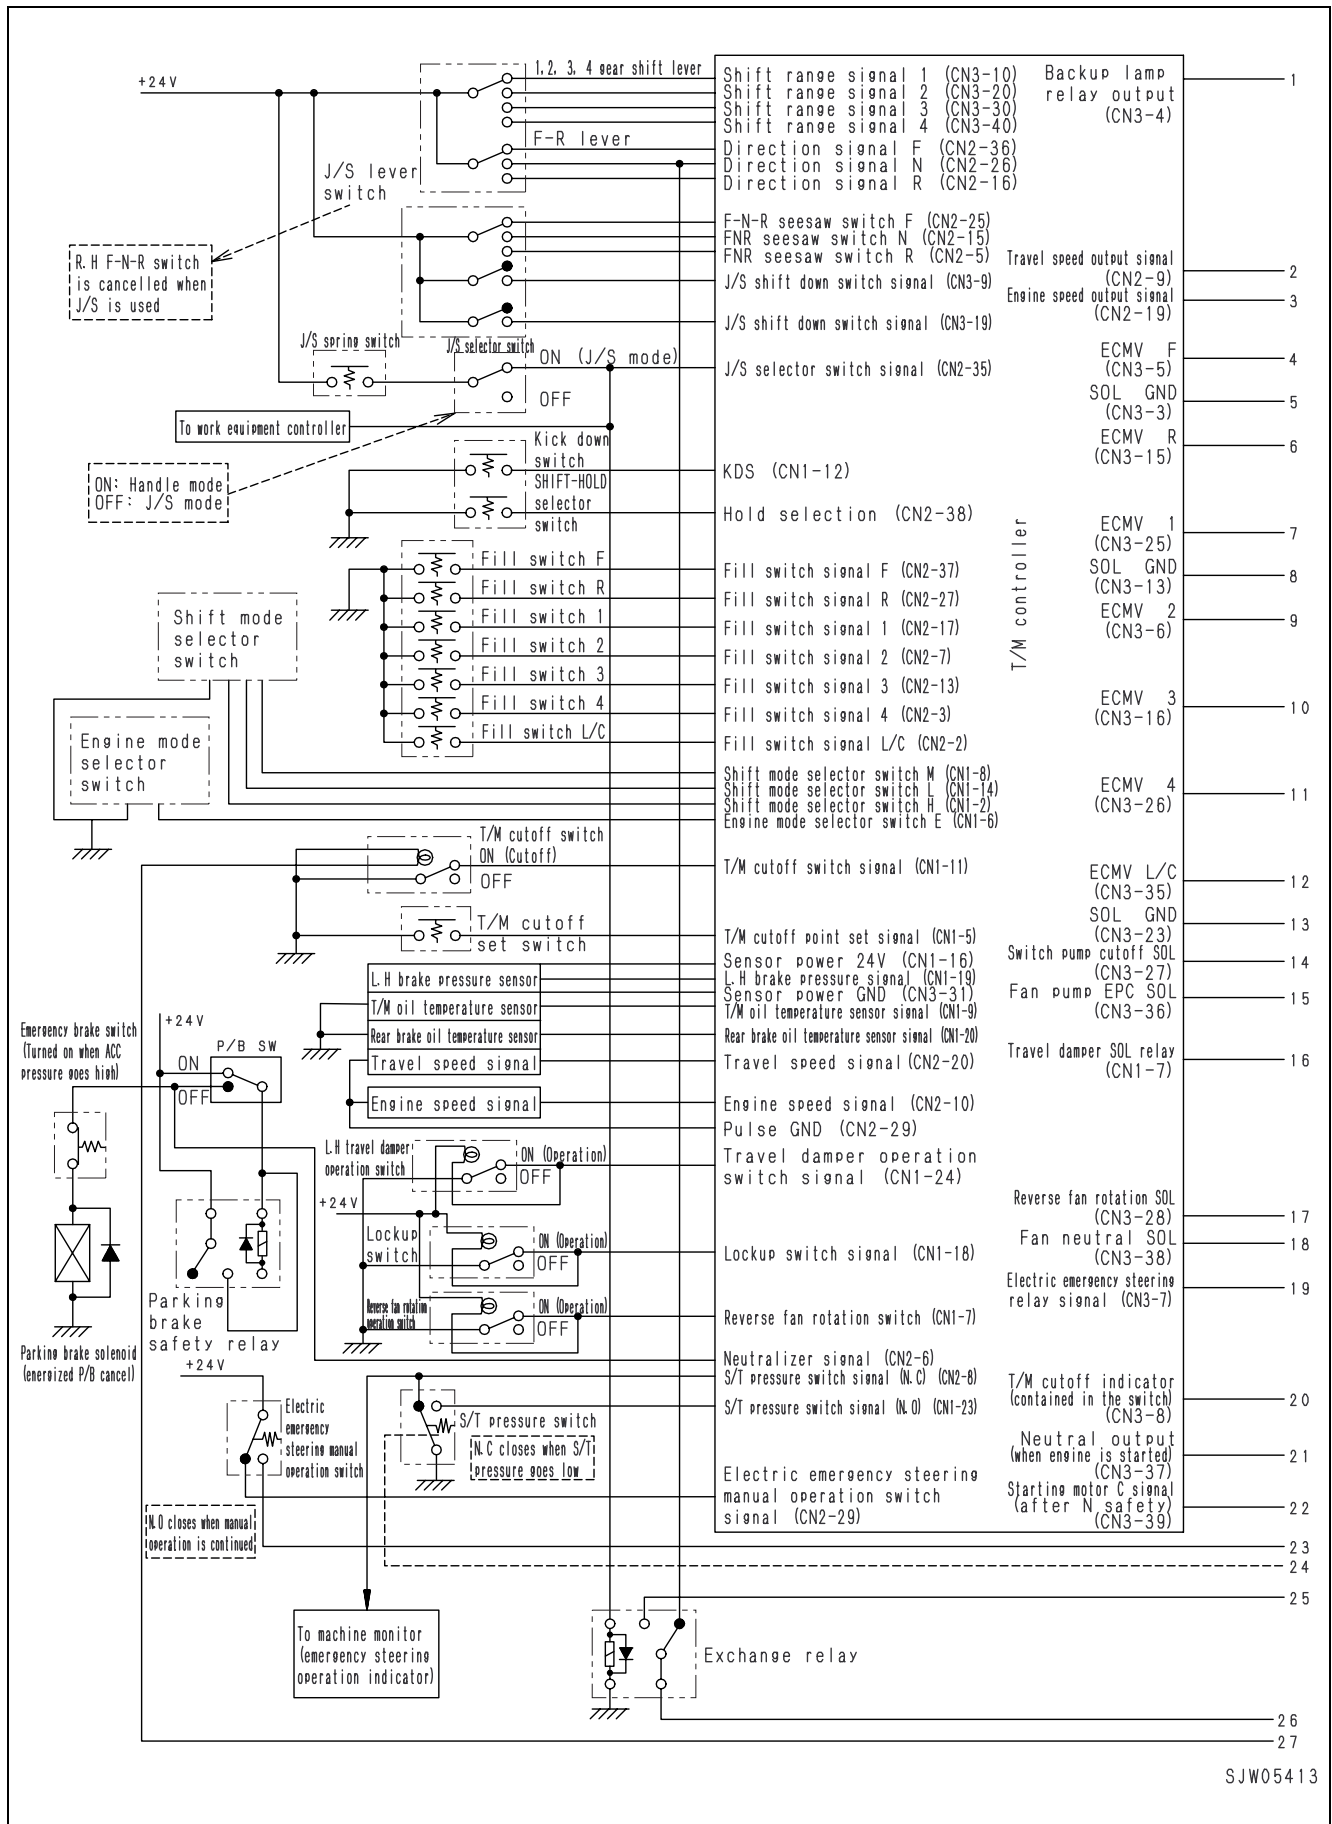 +24V
1, 2, 3, 4 gear shift lever
F-R lever
J/S lever
switch
R.H F-N-R switch
is cancelled when
J/S is used
J/S spring switch
J/S selector switch
ON (J/S mode)
OFF
To work equipment controller
ON: Handle mode
OFF: J/S mode
Kick down
switch
SHIFT-HOLD
selector
switch
Fill switch F
Fill switch R
Fill switch 1
Fill switch 2
Fill switch 3
Fill switch 4
Fill switch L/C
Shift mode
selector
switch
Engine mode
selector
switch
T/M cutoff switch
ON (Cutoff)
OFF
T/M cutoff
set switch
L.H brake pressure sensor
T/M oil temperature sensor
Rear brake oil temperature sensor
Travel speed signal
Engine speed signal
Emergency brake switch
(Turned on when ACC
pressure goes high)
+24V
P/B SW
ON
OFF
L.H travel damper
operation switch
ON (Operation)
OFF
+24V
Lockup
switch
ON (Operation)
OFF
Reverse fan rotation
operation switch
ON (Operation)
OFF
Parking
brake
safety relay
Parking brake solenoid
(energized P/B cancel)
+24V
Electric
emergency
steering manual
operation switch
S/T pressure switch
N.C closes when S/T
pressure goes low
N.O closes when manual
operation is continued
To machine monitor
(emergency steering
operation indicator)
Exchange relay
Shift range signal 1 (CN3-10)
Shift range signal 2 (CN3-20)
Shift range signal 3 (CN3-30)
Shift range signal 4 (CN3-40)
Direction signal F (CN2-36)
Direction signal N (CN2-26)
Direction signal R (CN2-16)
F-N-R seesaw switch F (CN2-25)
FNR seesaw switch N (CN2-15)
FNR seesaw switch R (CN2-5)
J/S shift down switch signal (CN3-9)
J/S shift down switch signal (CN3-19)
J/S selector switch signal (CN2-35)
KDS (CN1-12)
Hold selection (CN2-38)
Fill switch signal F (CN2-37)
Fill switch signal R (CN2-27)
Fill switch signal 1 (CN2-17)
Fill switch signal 2 (CN2-7)
Fill switch signal 3 (CN2-13)
Fill switch signal 4 (CN2-3)
Fill switch signal L/C (CN2-2)
Shift mode selector switch M (CN1-8)
Shift mode selector switch L (CN1-14)
Shift mode selector switch H (CN1-2)
Engine mode selector switch E (CN1-6)
T/M cutoff switch signal (CN1-11)
T/M cutoff point set signal (CN1-5)
Sensor power 24V (CN1-16)
L.H brake pressure signal (CN1-19)
Sensor power GND (CN3-31)
T/M oil temperature sensor signal (CN1-9)
Rear brake oil temperature sensor signal (CN1-20)
Travel speed signal (CN2-20)
Engine speed signal (CN2-10)
Pulse GND (CN2-29)
Travel damper operation
switch signal (CN1-24)
Lockup switch signal (CN1-18)
Reverse fan rotation switch (CN1-7)
Neutralizer signal (CN2-6)
S/T pressure switch signal (N.C) (CN2-8)
S/T pressure switch signal (N.O) (CN1-23)
Electric emergency steering
manual operation switch
signal (CN2-29)
T/M controller
Backup lamp
relay output
(CN3-4)
1
Travel speed output signal
(CN2-9)
2
Engine speed output signal
(CN2-19)
3
ECMV F
(CN3-5)
4
SOL GND
(CN3-3)
5
ECMV R
(CN3-15)
6
ECMV 1
(CN3-25)
7
SOL GND
(CN3-13)
8
ECMV 2
(CN3-6)
9
ECMV 3
(CN3-16)
10
ECMV 4
(CN3-26)
11
ECMV L/C
(CN3-35)
12
SOL GND
(CN3-23)
13
Switch pump cutoff SOL
(CN3-27)
14
Fan pump EPC SOL
(CN3-36)
15
Travel damper SOL relay
(CN1-7)
16
Reverse fan rotation SOL
(CN3-28)
17
Fan neutral SOL
(CN3-38)
18
Electric emergency steering
relay signal (CN3-7)
19
T/M cutoff indicator
(contained in the switch)
(CN3-8)
20
Neutral output
(when engine is started)
(CN3-37)
21
Starting motor C signal
(after N safety)
(CN3-39)
22
23
24
25
26
27
SJW05413